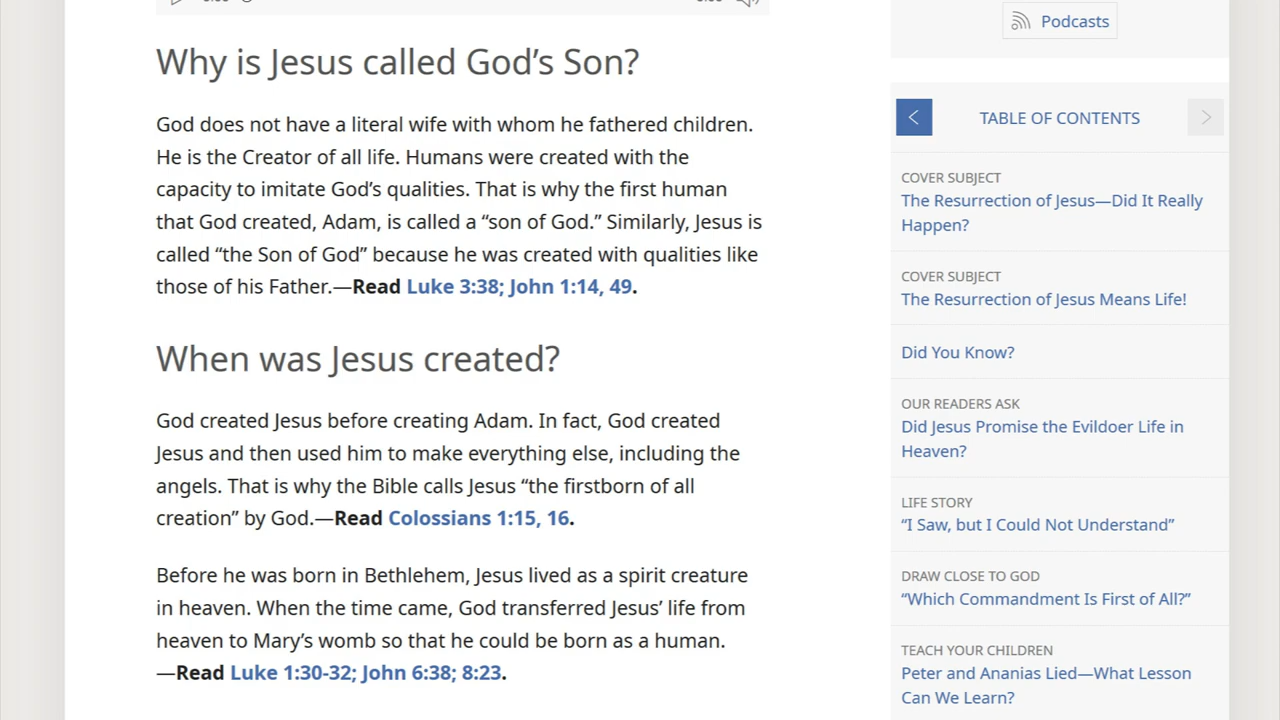 Why is Jesus called God’s Son?
God does not have a literal wife with whom he fathered children.
He is the Creator of all life. Humans were created with the
capacity to imitate God’s qualities. That is why the first human
that God created, Adam, is called a “son of God.” Similarly, Jesus is
called “the Son of God” because he was created with qualities like
those of his Father.—Read Luke 3:38; John 1:14, 49.
When was Jesus created?
God created Jesus before creating Adam. In fact, God created
Jesus and then used him to make everything else, including the
angels. That is why the Bible calls Jesus “the firstborn of all
creation” by God.—Read Colossians 1:15, 16.
Before he was born in Bethlehem, Jesus lived as a spirit creature
in heaven. When the time came, God transferred Jesus’ life from
heaven to Mary’s womb so that he could be born as a human.
—Read Luke 1:30-32; John 6:38; 8:23.
Podcasts
TABLE OF CONTENTS
COVER SUBJECT
The Resurrection of Jesus—Did It Really
Happen?
COVER SUBJECT
The Resurrection of Jesus Means Life!
Did You Know?
OUR READERS ASK
Did Jesus Promise the Evildoer Life in
Heaven?
LIFE STORY
“I Saw, but I Could Not Understand”
DRAW CLOSE TO GOD
“Which Commandment Is First of All?”
TEACH YOUR CHILDREN
Peter and Ananias Lied—What Lesson
Can We Learn?